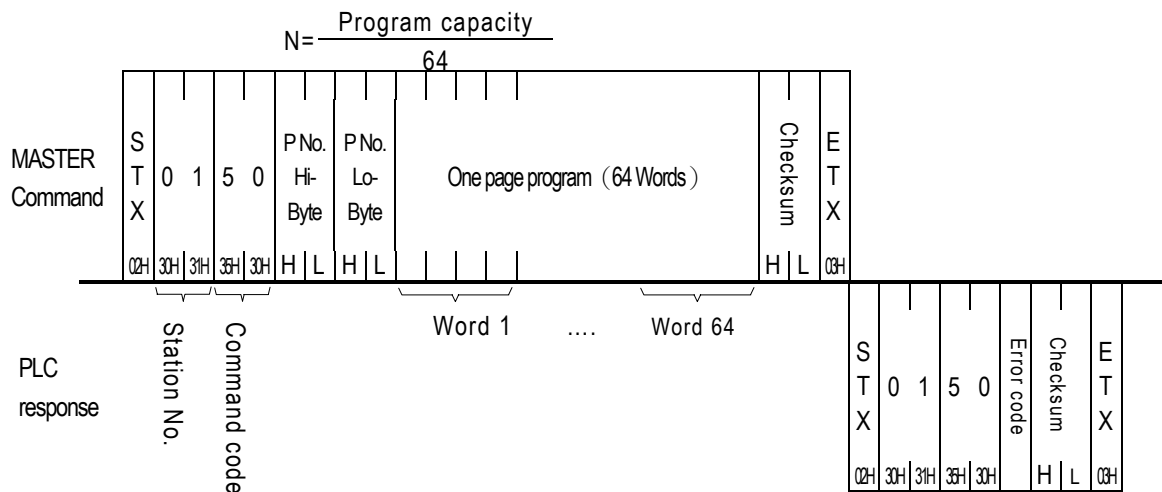 N= Program capacity
64
MASTER
Command
S
T
X
0 1 5 0
P No.
Hi-
Byte
P No.
Lo-
Byte
One page program（64 Words）
Checksum
E
T
X
02H 30H 31H 35H 30H H L H L H L 03H
Station No.
Command code
Word 1 .... Word 64
PLC
response
S
T
X
0 1 5 0
Error code
Checksum
E
T
X
02H 30H 31H 35H 30H H L 03H